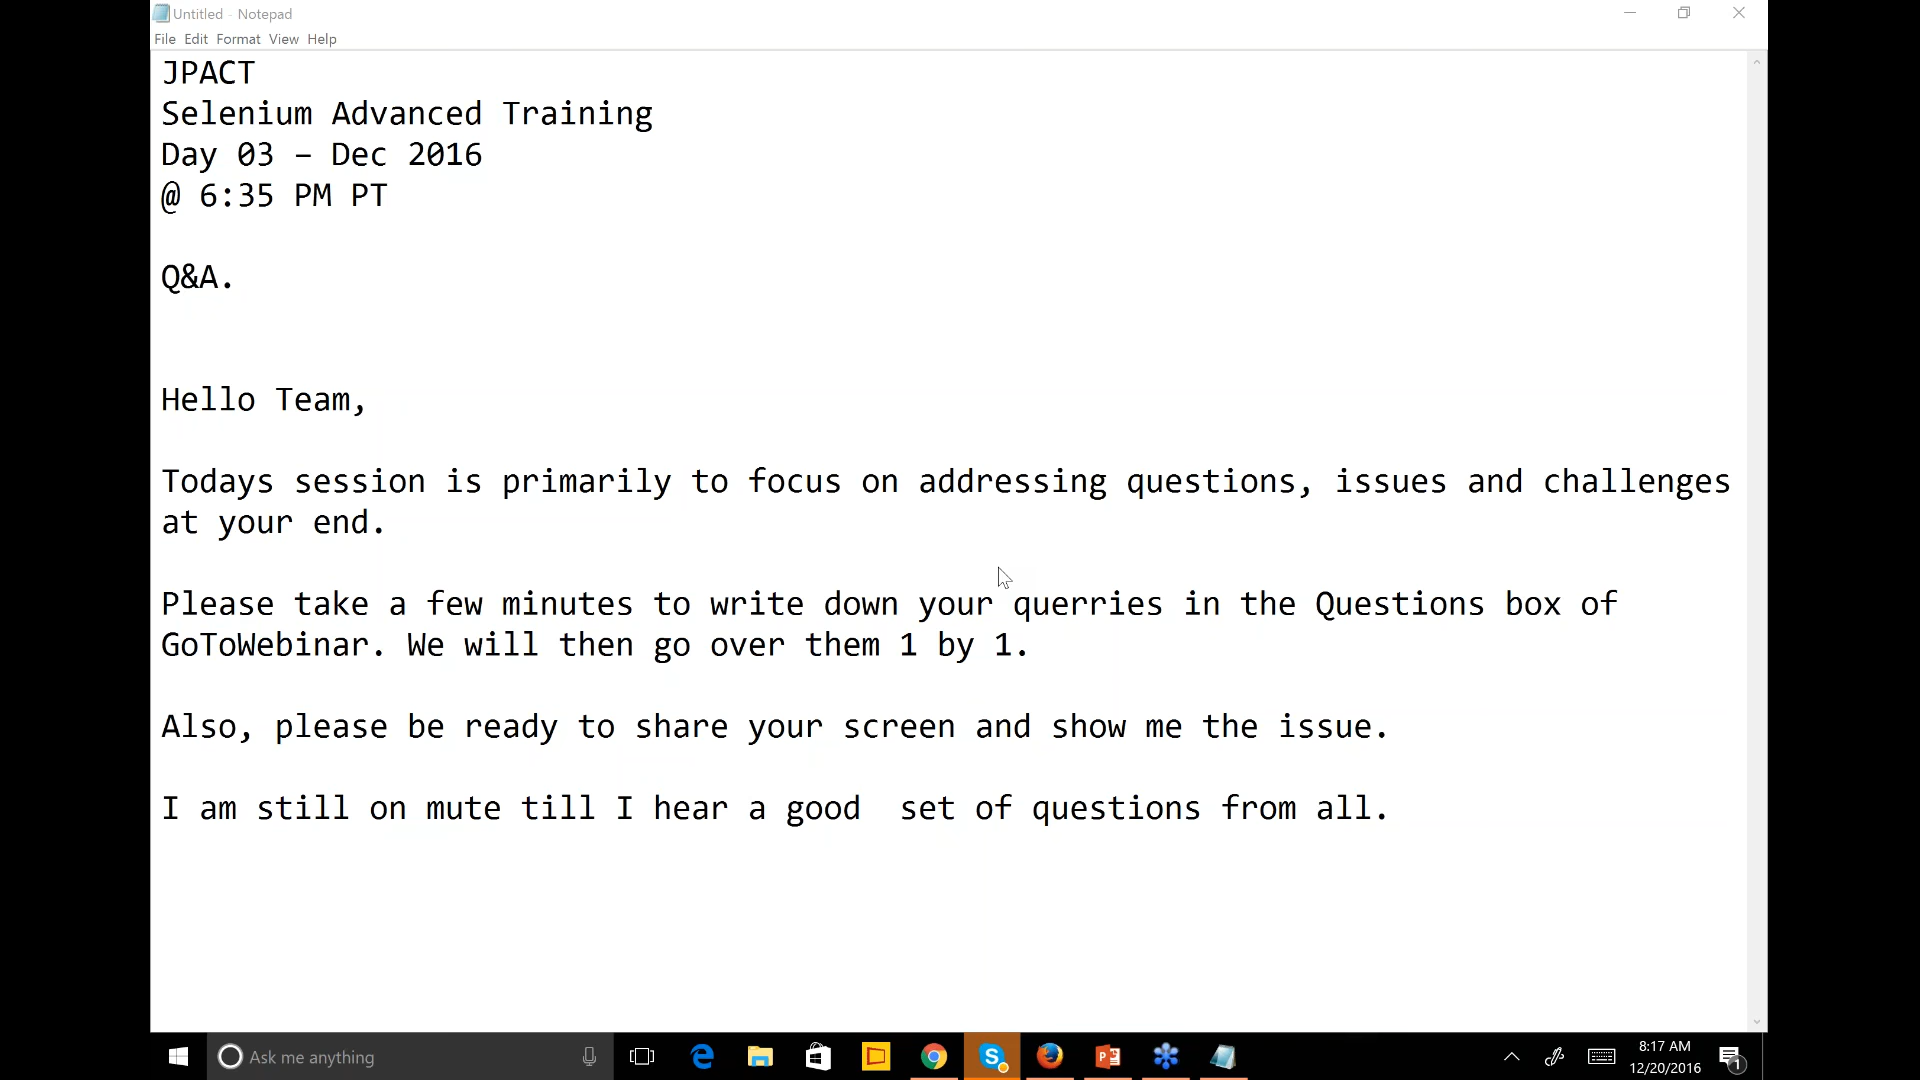 Untitled - Notepad
File Edit Format View Help
JPACT
Selenium Advanced Training
Day 03 – Dec 2016
@ 6:35 PM PT
Q&A.
Hello Team,
Todays session is primarily to focus on addressing questions, issues and challenges
at your end.
Please take a few minutes to write down your querries in the Questions box of
GoToWebinar. We will then go over them 1 by 1.
Also, please be ready to share your screen and show me the issue.
I am still on mute till I hear a good  set of questions from all.
Ask me anything
8:17 AM
12/20/2016
1